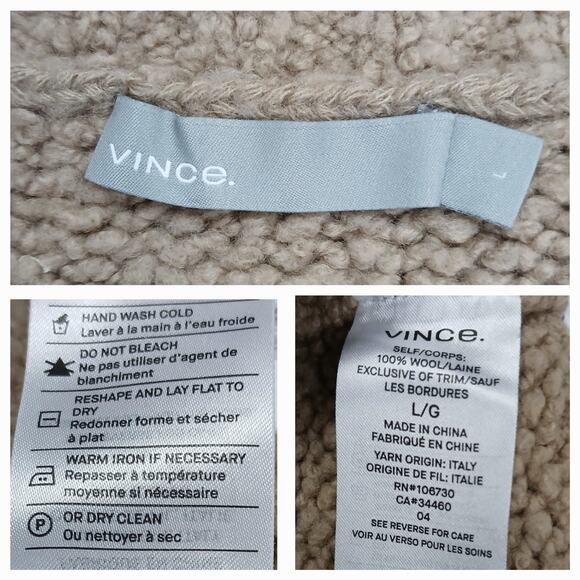 VINCE.
L
HAND WASH COLD
Laver à la main à l'eau froide
DO NOT BLEACH
Ne pas utiliser d'agent de
blanchiment
RESHAPE AND LAY FLAT TO
DRY
Redonner forme et sécher
à plat
WARM IRON IF NECESSARY
Repasser à température
moyenne si nécessaire
P
OR DRY CLEAN
Ou nettoyer à sec
VINCE.
SELF/CORPS:
100% WOOL/LAINE
EXCLUSIVE OF TRIM/SAUF
LES BORDURES
L/G
MADE IN CHINA
FABRIQUÉ EN CHINE
YARN ORIGIN: ITALY
ORIGINE DE FIL: ITALIE
RN#106730
CA#34460
04
SEE REVERSE FOR CARE
VOIR AU VERSO POUR LES SOINS